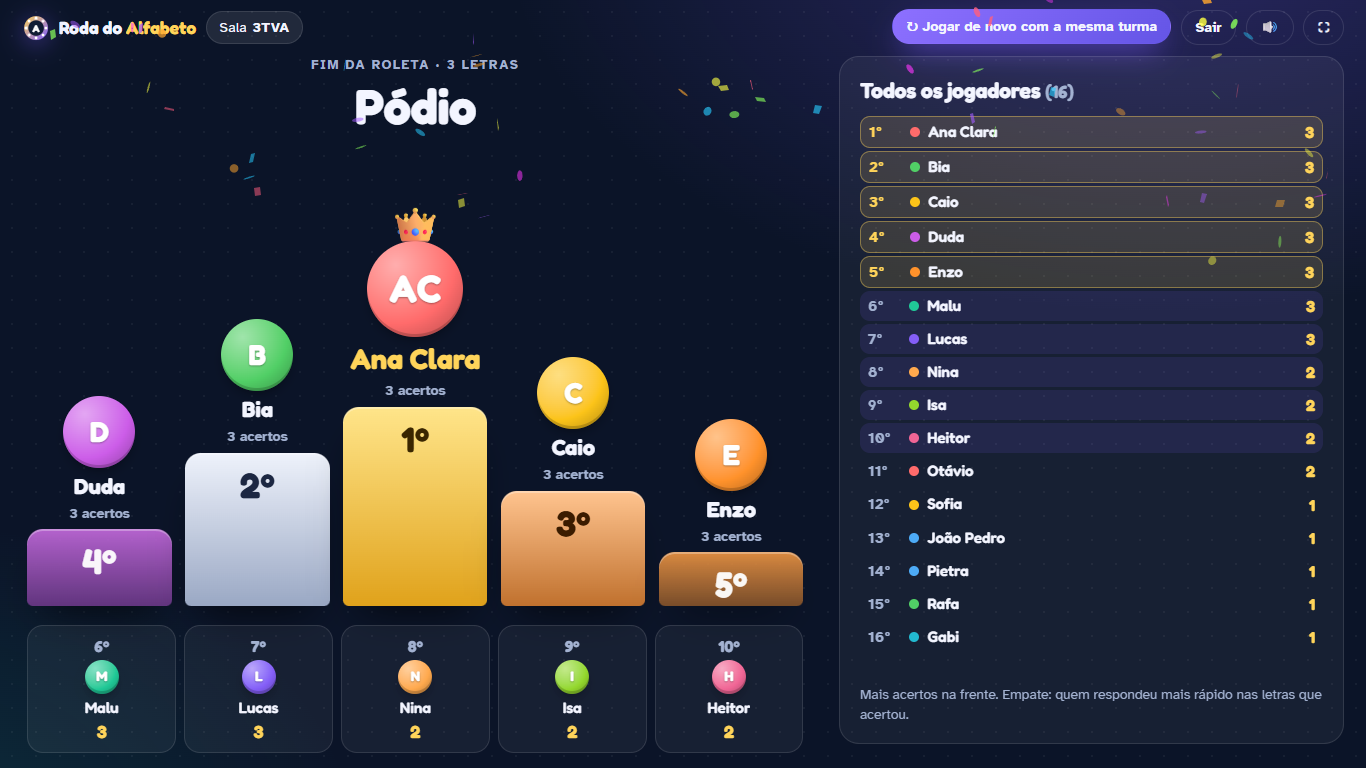 A Roda do Alfabeto
Sala 3TVA
↻ Jogar de novo com a mesma turma
Sair
FIM DA ROLETA · 3 LETRAS
Pódio
AC
Ana Clara
3 acertos
1º
B
Bia
3 acertos
2º
C
Caio
3 acertos
3º
D
Duda
3 acertos
4º
E
Enzo
3 acertos
5º
6º
M
Malu
3
7º
L
Lucas
3
8º
N
Nina
2
9º
I
Isa
2
10º
H
Heitor
2
Todos os jogadores (16)
1º Ana Clara 3
2º Bia 3
3º Caio 3
4º Duda 3
5º Enzo 3
6º Malu 3
7º Lucas 3
8º Nina 2
9º Isa 2
10º Heitor 2
11º Otávio 2
12º Sofia 1
13º João Pedro 1
14º Pietra 1
15º Rafa 1
16º Gabi 1
Mais acertos na frente. Empate: quem respondeu mais rápido nas letras que
acertou.